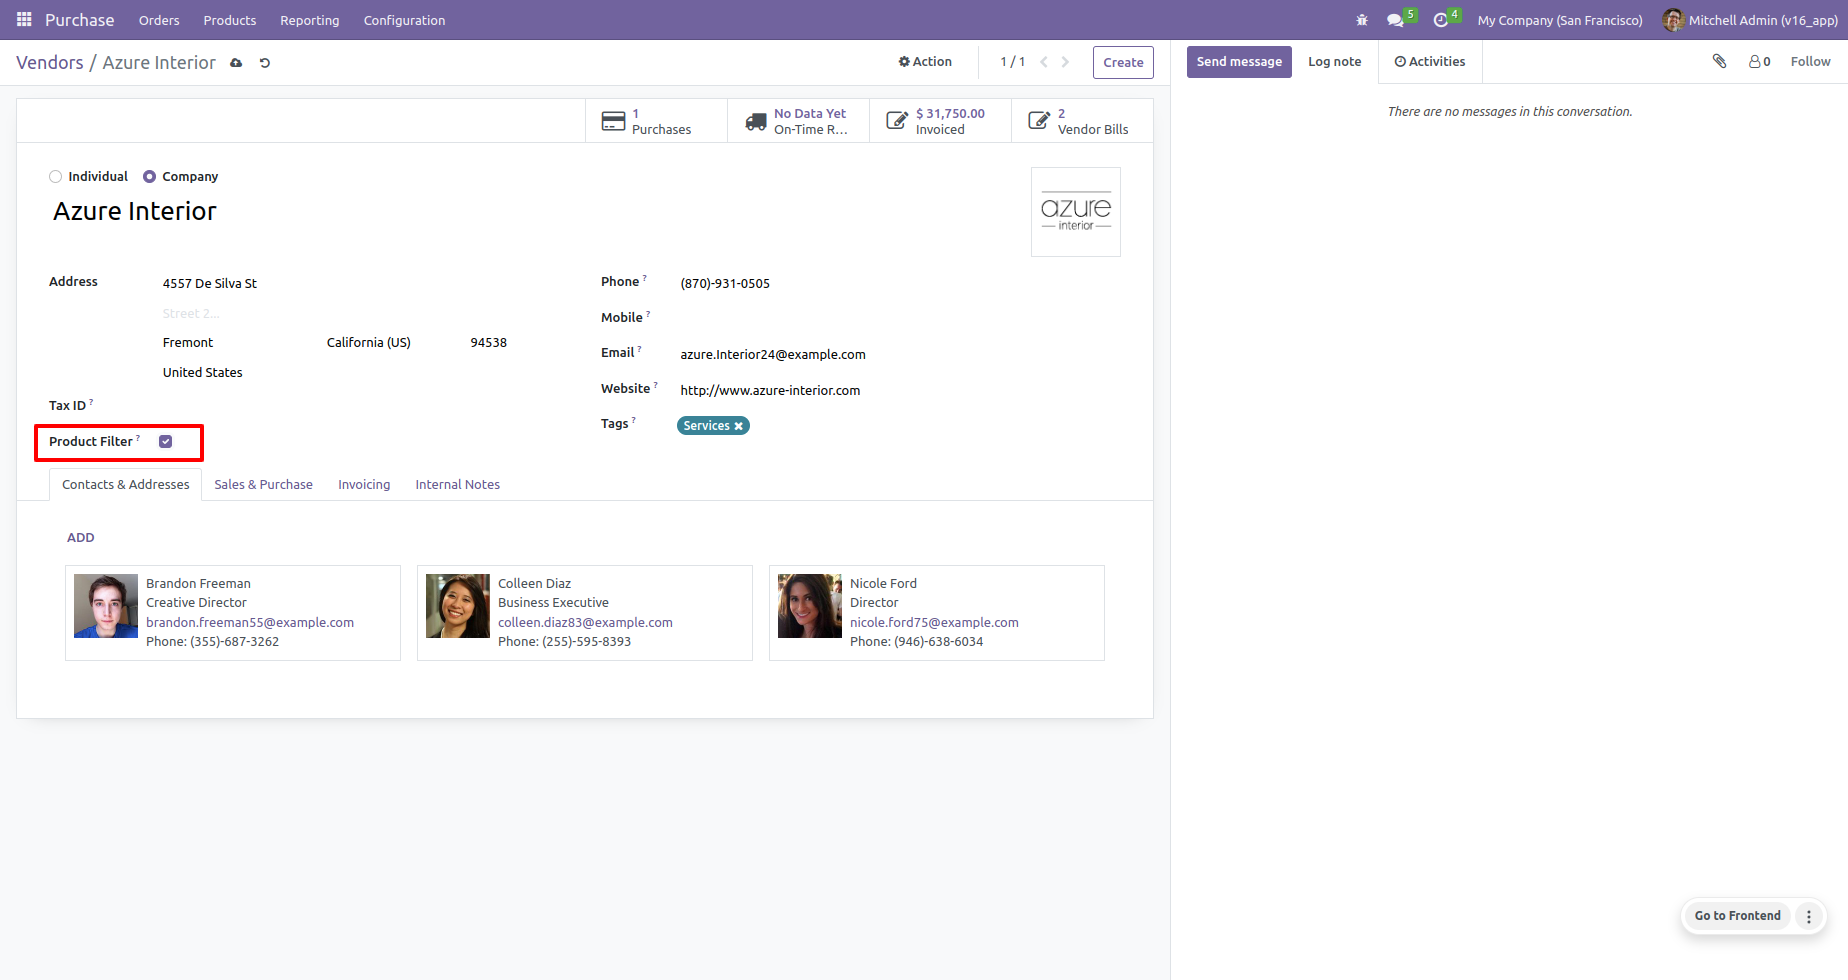 Purchase Orders Products Reporting Configuration 5 4 My Company (San Francisco) Mitchell Admin (v16_app)
Vendors / Azure Interior Action 1 / 1 Create
Send message Log note Activities 0 Follow
There are no messages in this conversation.
1
Purchases
No Data Yet
On-Time R...
$ 31,750.00
Invoiced
2
Vendor Bills
Individual Company
Azure Interior
azure
interior
Address 4557 De Silva St
Street 2...
Fremont California (US) 94538
United States
Tax ID ?
Product Filter ?
Phone ? (870)-931-0505
Mobile ?
Email ? azure.Interior24@example.com
Website ? http://www.azure-interior.com
Tags ? Services
Contacts & Addresses Sales & Purchase Invoicing Internal Notes
ADD
Brandon Freeman
Creative Director
brandon.freeman55@example.com
Phone: (355)-687-3262
Colleen Diaz
Business Executive
colleen.diaz83@example.com
Phone: (255)-595-8393
Nicole Ford
Director
nicole.ford75@example.com
Phone: (946)-638-6034
Go to Frontend